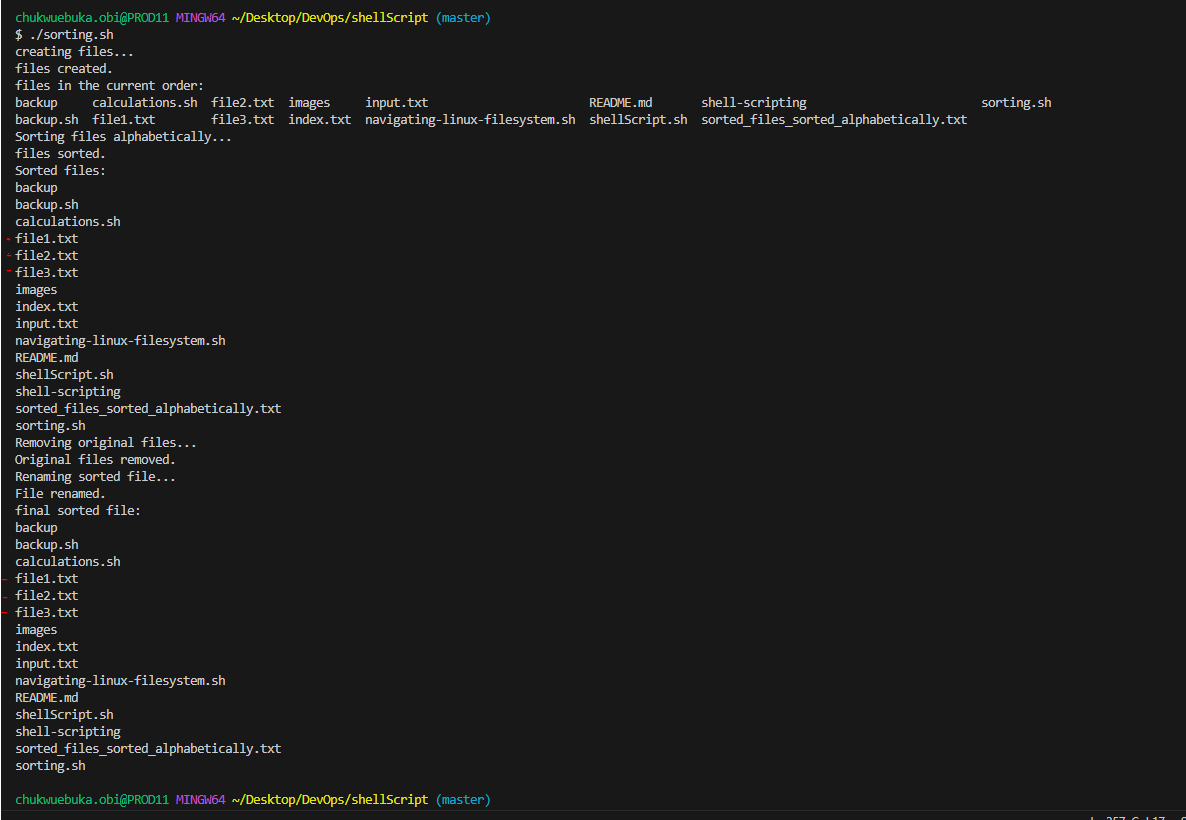 chukwuebuka.obi@PROD11 MINGW64 ~/Desktop/DevOps/shellScript (master)
$ ./sorting.sh
creating files...
files created.
files in the current order:
backup     calculations.sh  file2.txt  images     input.txt                       README.md       shell-scripting                         sorting.sh
backup.sh  file1.txt        file3.txt  index.txt  navigating-linux-filesystem.sh  shellScript.sh  sorted_files_sorted_alphabetically.txt
Sorting files alphabetically...
files sorted.
Sorted files:
backup
backup.sh
calculations.sh
file1.txt
file2.txt
file3.txt
images
index.txt
input.txt
navigating-linux-filesystem.sh
README.md
shellScript.sh
shell-scripting
sorted_files_sorted_alphabetically.txt
sorting.sh
Removing original files...
Original files removed.
Renaming sorted file...
File renamed.
final sorted file:
backup
backup.sh
calculations.sh
file1.txt
file2.txt
file3.txt
images
index.txt
input.txt
navigating-linux-filesystem.sh
README.md
shellScript.sh
shell-scripting
sorted_files_sorted_alphabetically.txt
sorting.sh
chukwuebuka.obi@PROD11 MINGW64 ~/Desktop/DevOps/shellScript (master)